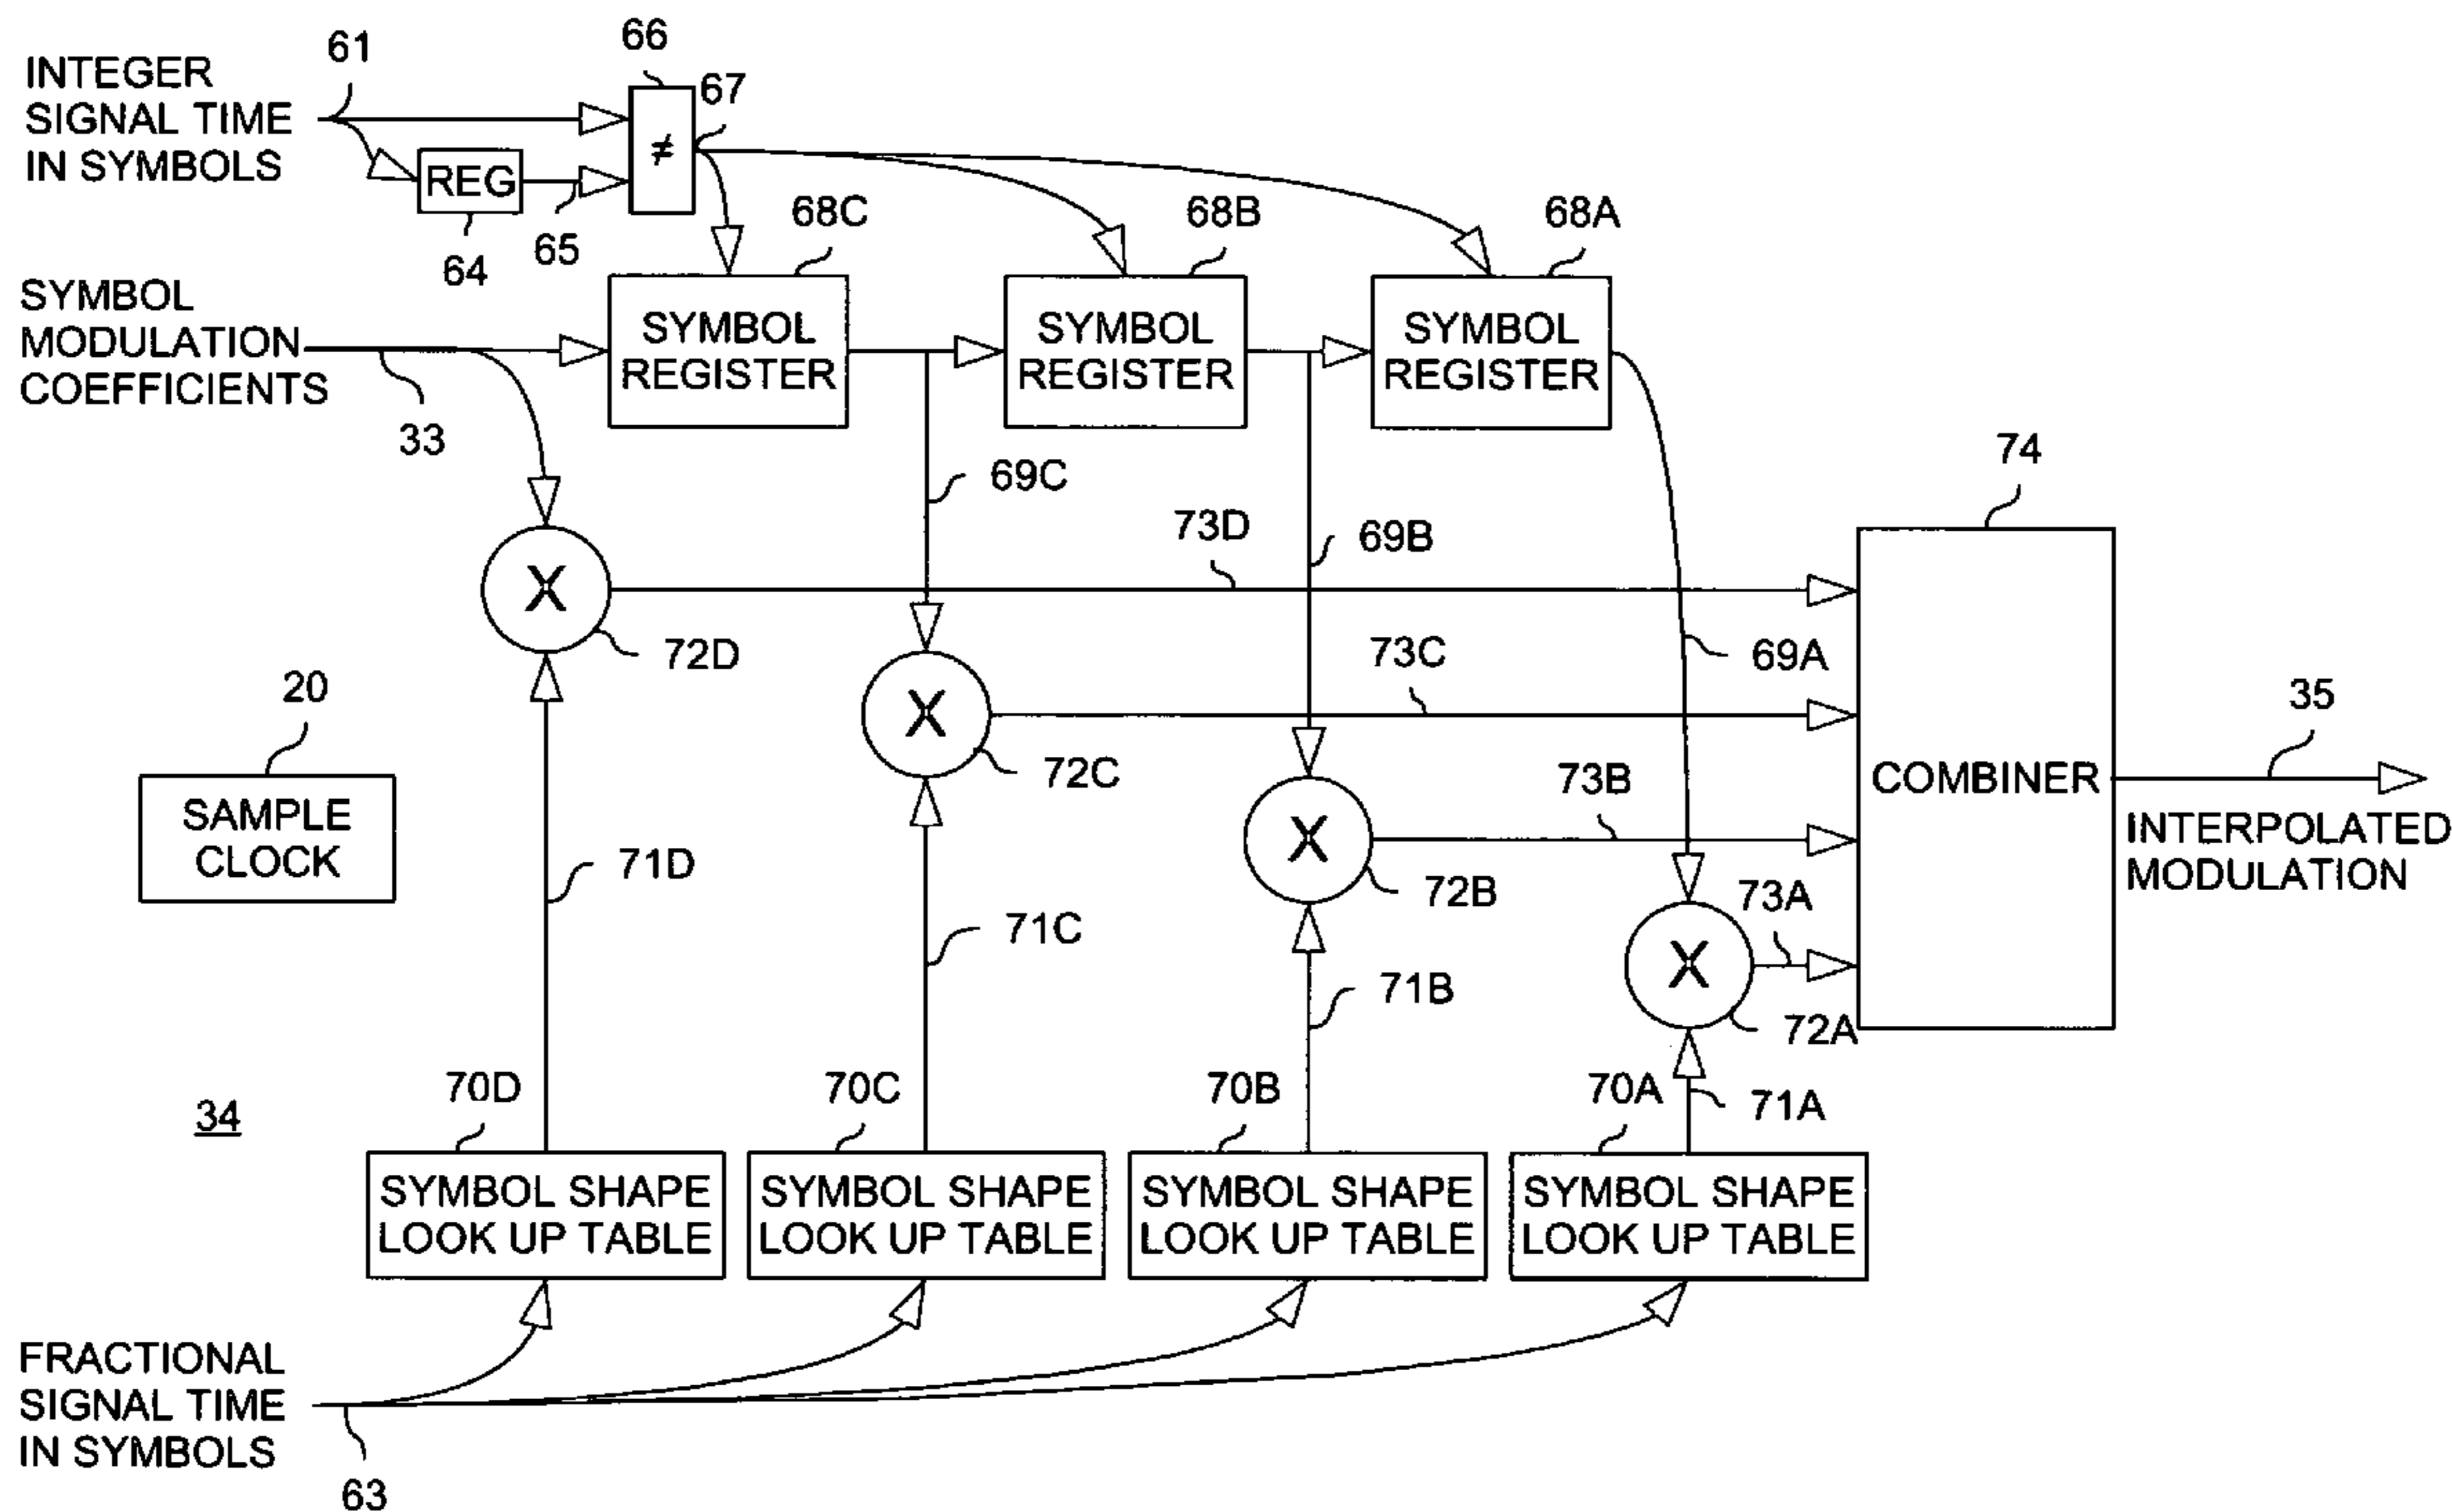 61
66
67
INTEGER
SIGNAL TIME
IN SYMBOLS
≠
REG
64
65
68C
68B
68A
SYMBOL
MODULATION
COEFFICIENTS
33
SYMBOL
REGISTER
SYMBOL
REGISTER
SYMBOL
REGISTER
69C
69B
69A
74
73D
X
72D
73C
X
72C
73B
X
72B
73A
X
72A
COMBINER
35
INTERPOLATED
MODULATION
20
SAMPLE
CLOCK
71D
71C
71B
71A
34
70D
70C
70B
70A
SYMBOL SHAPE
LOOK UP TABLE
SYMBOL SHAPE
LOOK UP TABLE
SYMBOL SHAPE
LOOK UP TABLE
SYMBOL SHAPE
LOOK UP TABLE
FRACTIONAL
SIGNAL TIME
IN SYMBOLS
63